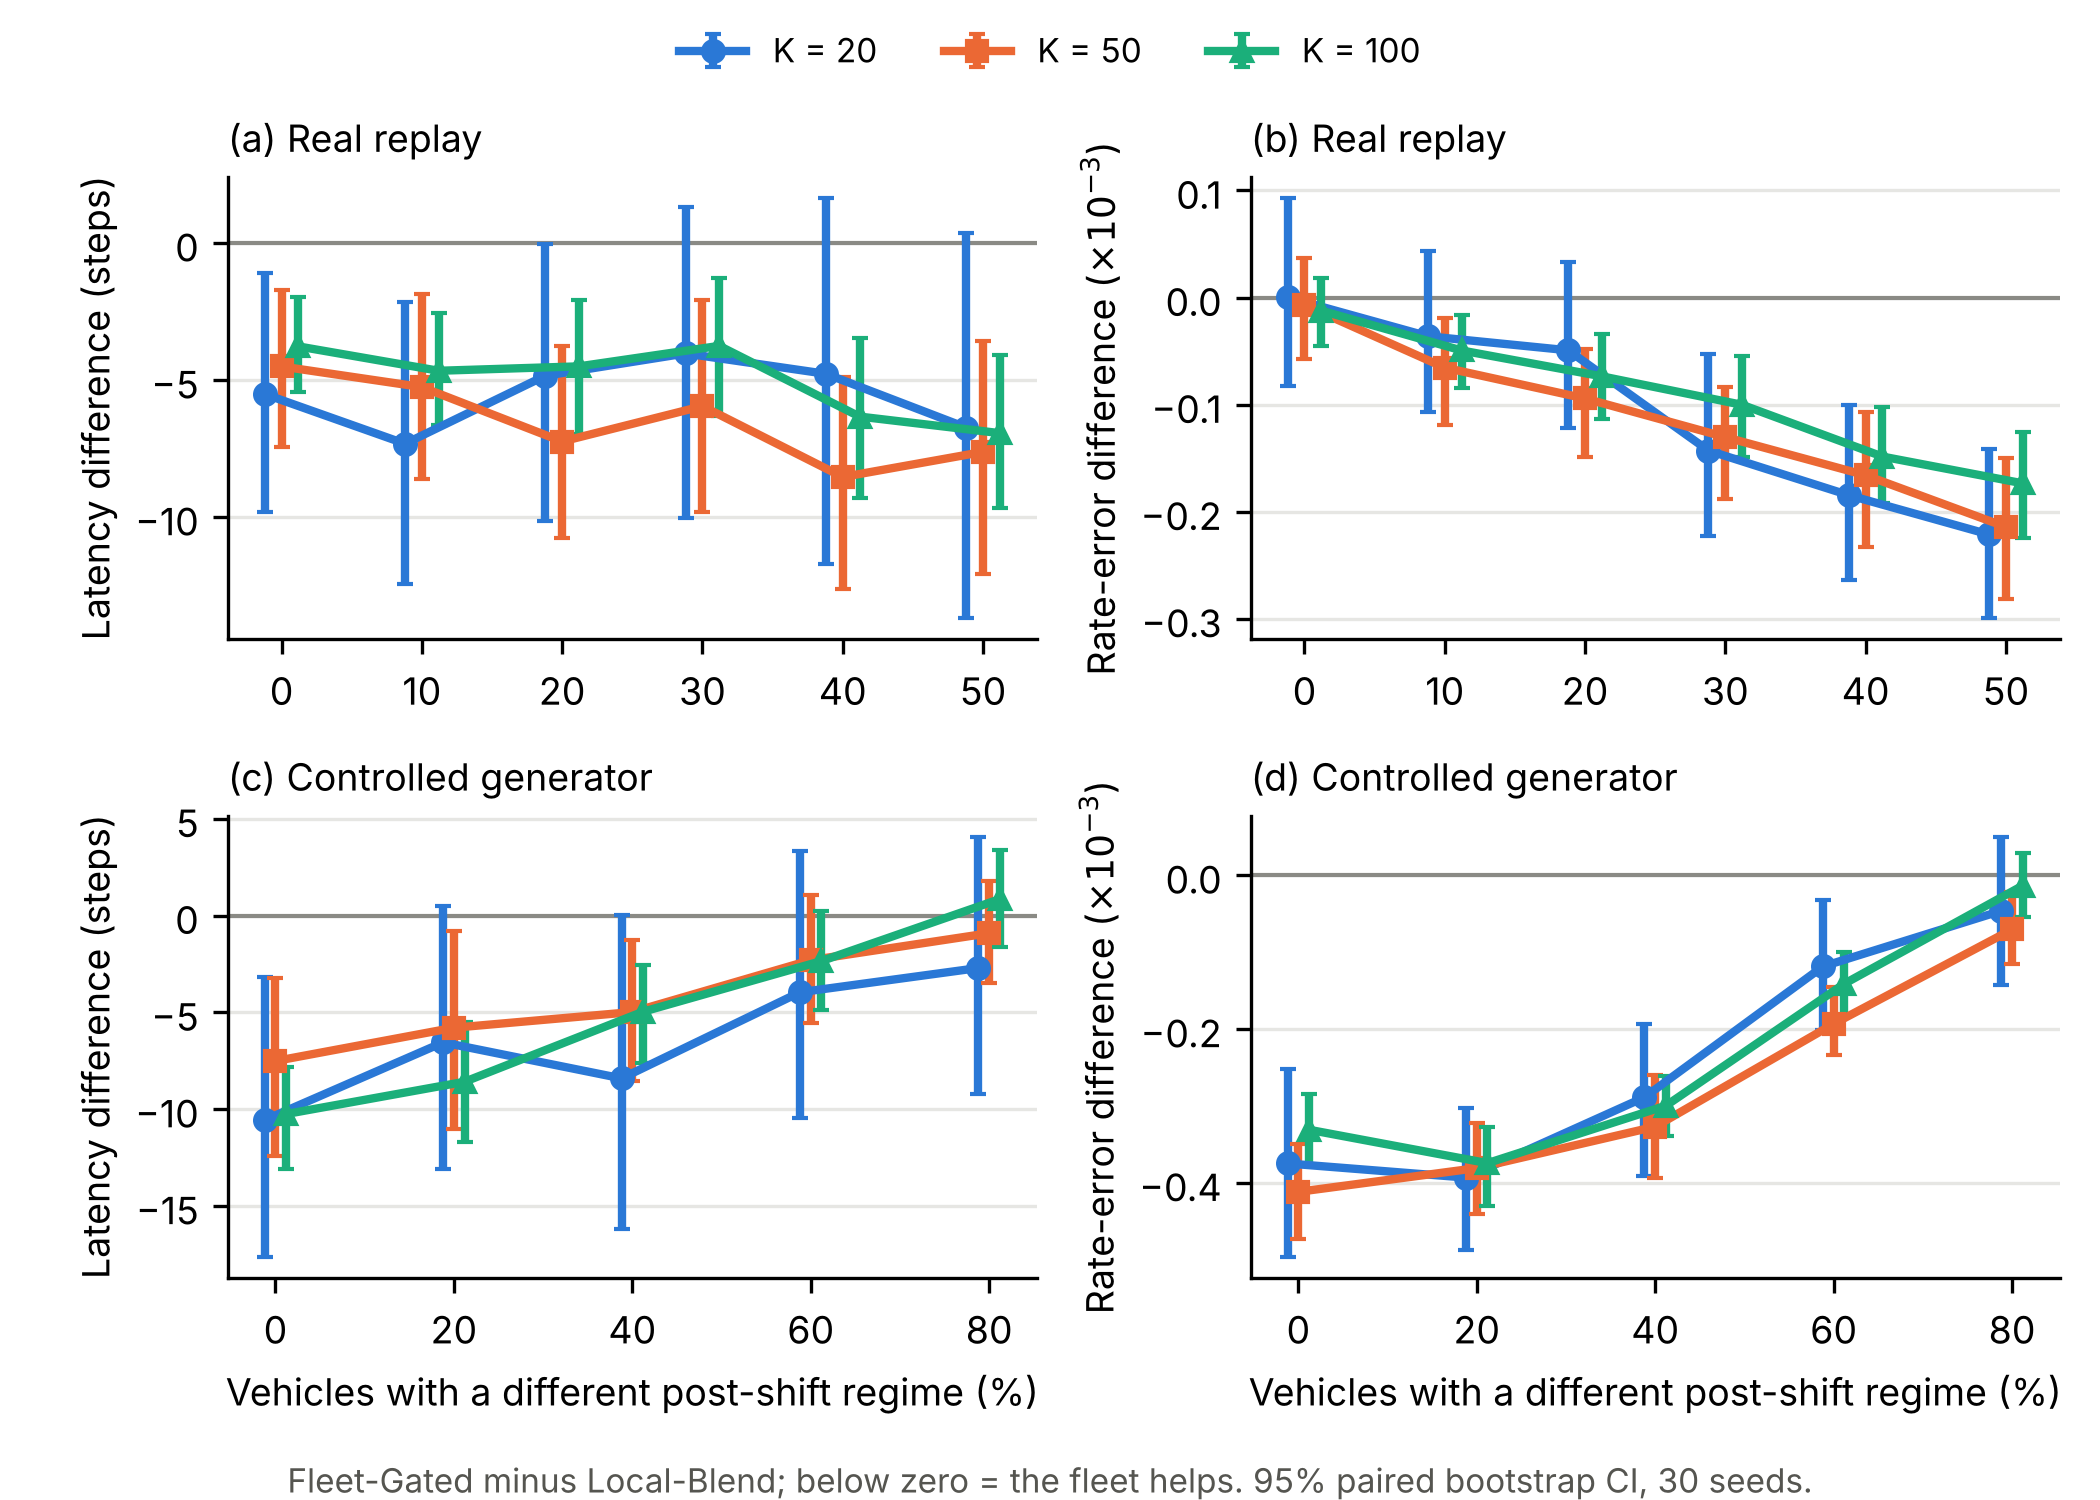 K = 20 K = 50 K = 100
(a) Real replay
Latency difference (steps)
0
−5
−10
0 10 20 30 40 50
(b) Real replay
Rate-error difference (×10⁻³)
0.1
0.0
−0.1
−0.2
−0.3
0 10 20 30 40 50
(c) Controlled generator
Latency difference (steps)
5
0
−5
−10
−15
0 20 40 60 80
Vehicles with a different post-shift regime (%)
(d) Controlled generator
Rate-error difference (×10⁻³)
0.0
−0.2
−0.4
0 20 40 60 80
Vehicles with a different post-shift regime (%)
Fleet-Gated minus Local-Blend; below zero = the fleet helps. 95% paired bootstrap CI, 30 seeds.